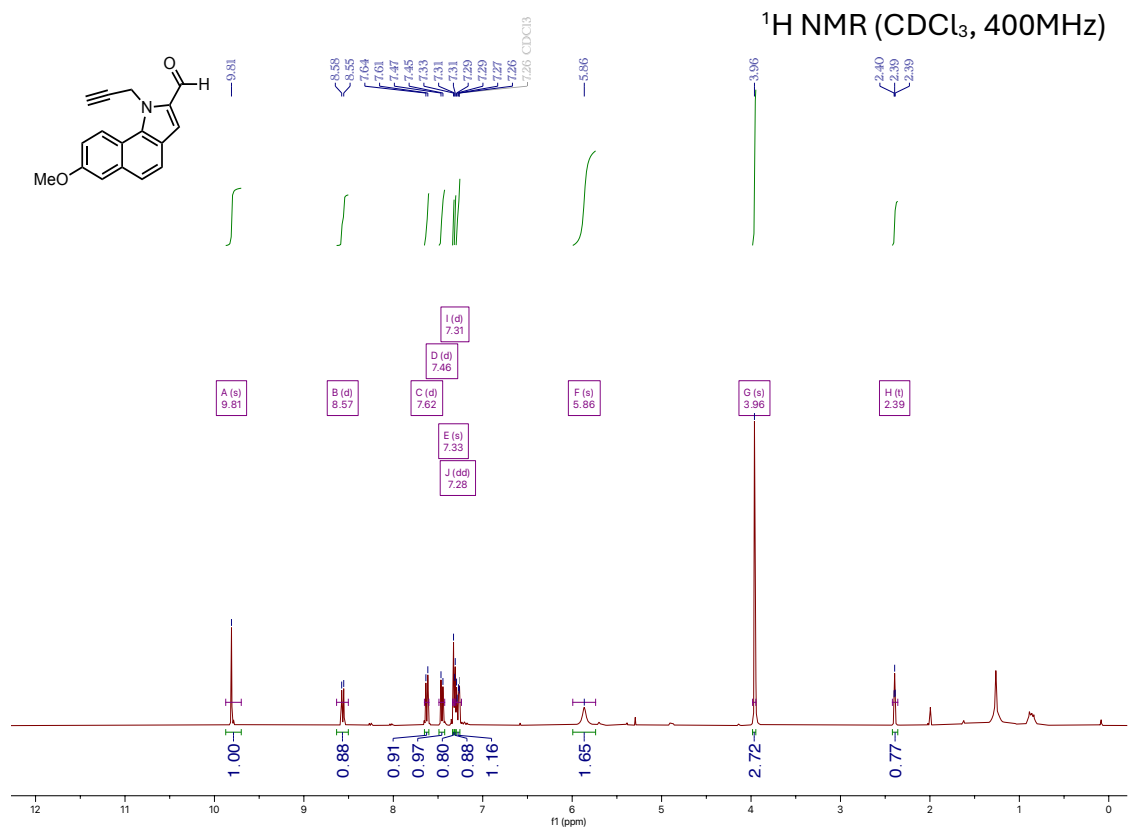 ¹H NMR (CDCl₃, 400MHz)
O
H
N
MeO
9.81
8.58
8.55
7.64
7.61
7.47
7.45
7.33
7.31
7.31
7.29
7.29
7.27
7.26
7.26 CDCl3
5.86
3.96
2.40
2.39
2.39
I (d)
7.31
D (d)
7.46
A (s)
9.81
B (d)
8.57
C (d)
7.62
F (s)
5.86
G (s)
3.96
H (t)
2.39
E (s)
7.33
J (dd)
7.28
1.00
0.88
0.91
0.97
0.80
0.88
1.16
1.65
2.72
0.77
12 11 10 9 8 7 6 5 4 3 2 1 0
f1 (ppm)